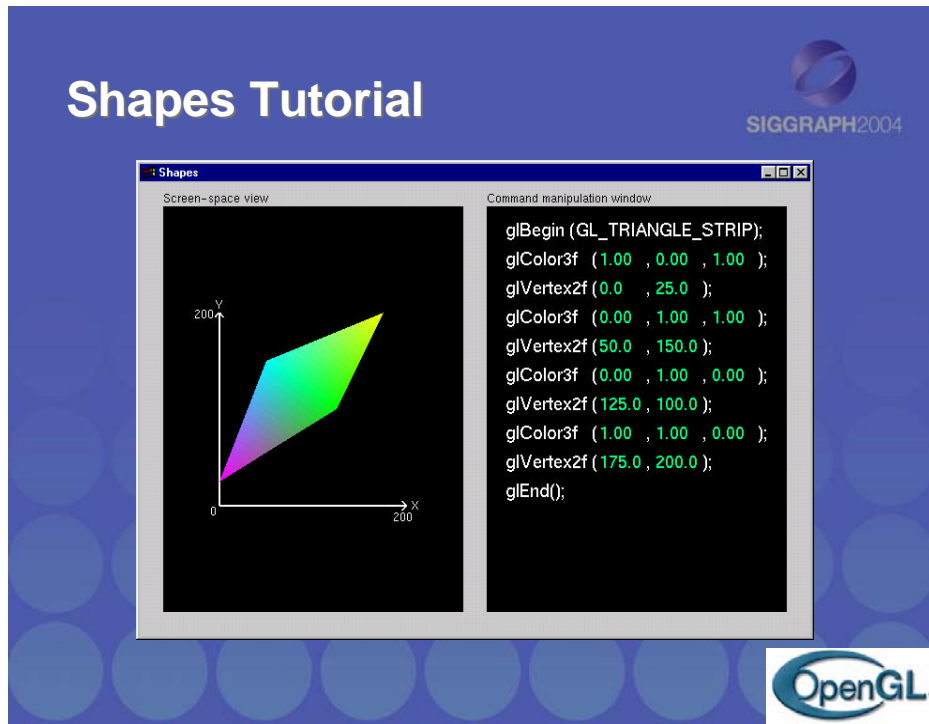 Shapes Tutorial
SIGGRAPH2004
Shapes
Screen-space view
Command manipulation window
Y
200
0
X
200
glBegin (GL_TRIANGLE_STRIP);
glColor3f (1.00 , 0.00 , 1.00 );
glVertex2f (0.0 , 25.0 );
glColor3f (0.00 , 1.00 , 1.00 );
glVertex2f (50.0 , 150.0 );
glColor3f (0.00 , 1.00 , 0.00 );
glVertex2f (125.0 , 100.0 );
glColor3f (1.00 , 1.00 , 0.00 );
glVertex2f (175.0 , 200.0 );
glEnd();
OpenGL